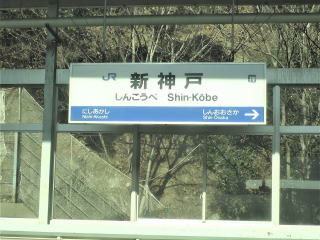 JR 新神戸
しんこうべ Shin-Kōbe
にしあかし しんおおさか
Nishi-Akashi Shin-Ōsaka